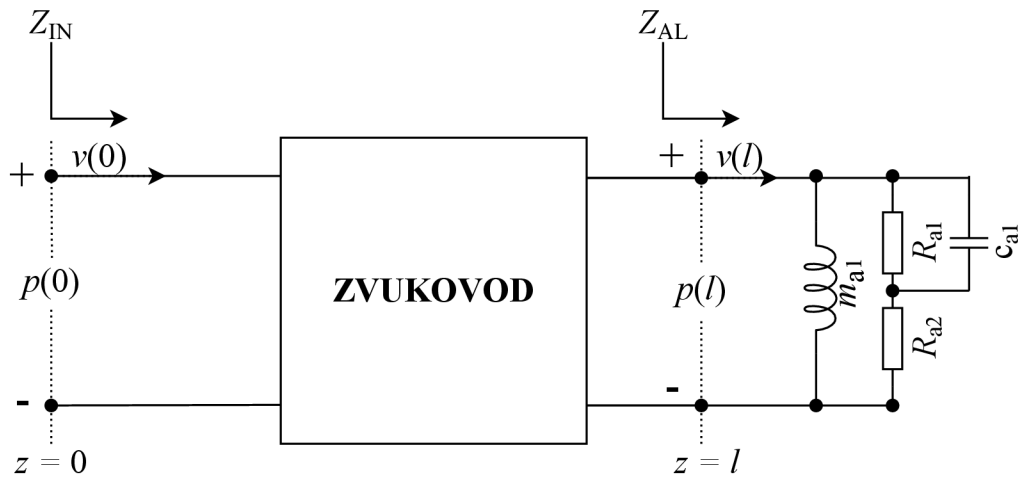 Z_IN
Z_AL
+
v(0)
+
v(l)
p(0)
ZVUKOVOD
p(l)
m_a1
R_a1
c_a1
R_a2
-
-
z = 0
z = l